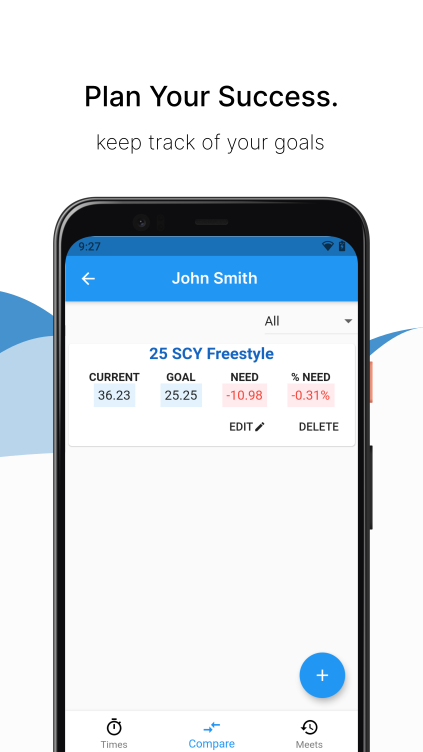 Plan Your Success.
keep track of your goals
9:27
John Smith
All
25 SCY Freestyle
CURRENT GOAL NEED % NEED
36.23 25.25 -10.98 -0.31%
EDIT DELETE
Times Compare Meets